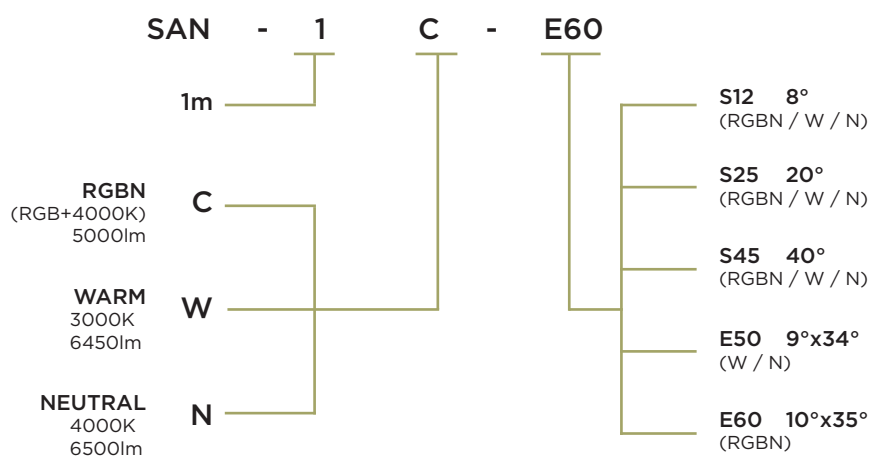 SAN - 1 C - E60
1m
RGBN
(RGB+4000K)
5000lm
C
WARM
3000K
6450lm
W
NEUTRAL
4000K
6500lm
N
S12 8°
(RGBN / W / N)
S25 20°
(RGBN / W / N)
S45 40°
(RGBN / W / N)
E50 9°x34°
(W / N)
E60 10°x35°
(RGBN)